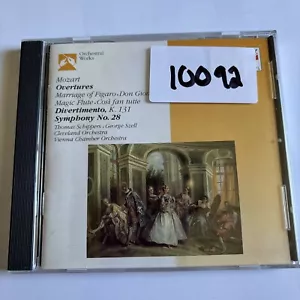 Orchestral
Works
10092
Mozart
Overtures
Marriage of Figaro·Don Gio
Magic Flute·Così fan tutte
Divertimento, K. 131
Symphony No. 28
Thomas Schippers·George Szell
Cleveland Orchestra
Vienna Chamber Orchestra